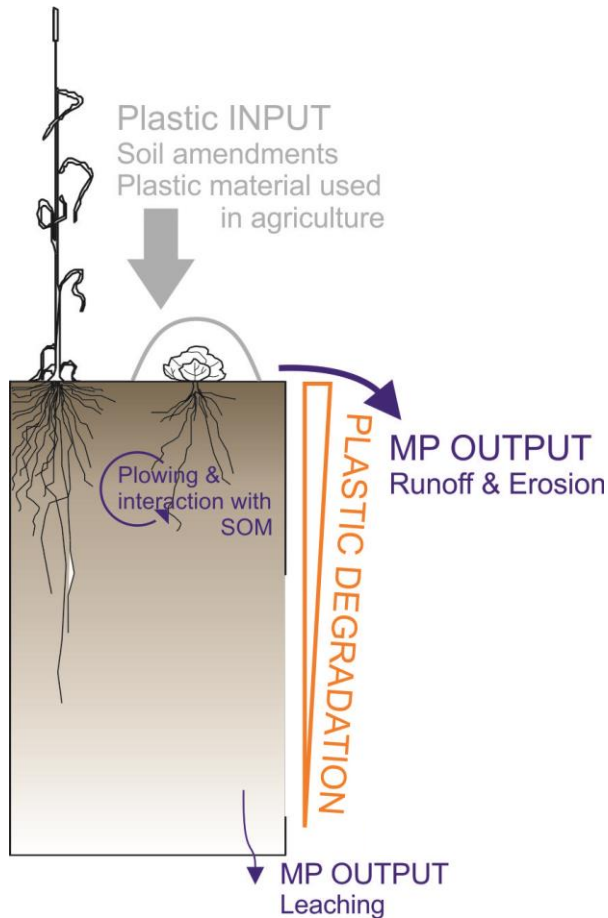 Plastic INPUT
Soil amendments
Plastic material used
in agriculture
MP OUTPUT
Runoff & Erosion
Plowing &
interaction with
SOM
PLASTIC DEGRADATION
MP OUTPUT
Leaching